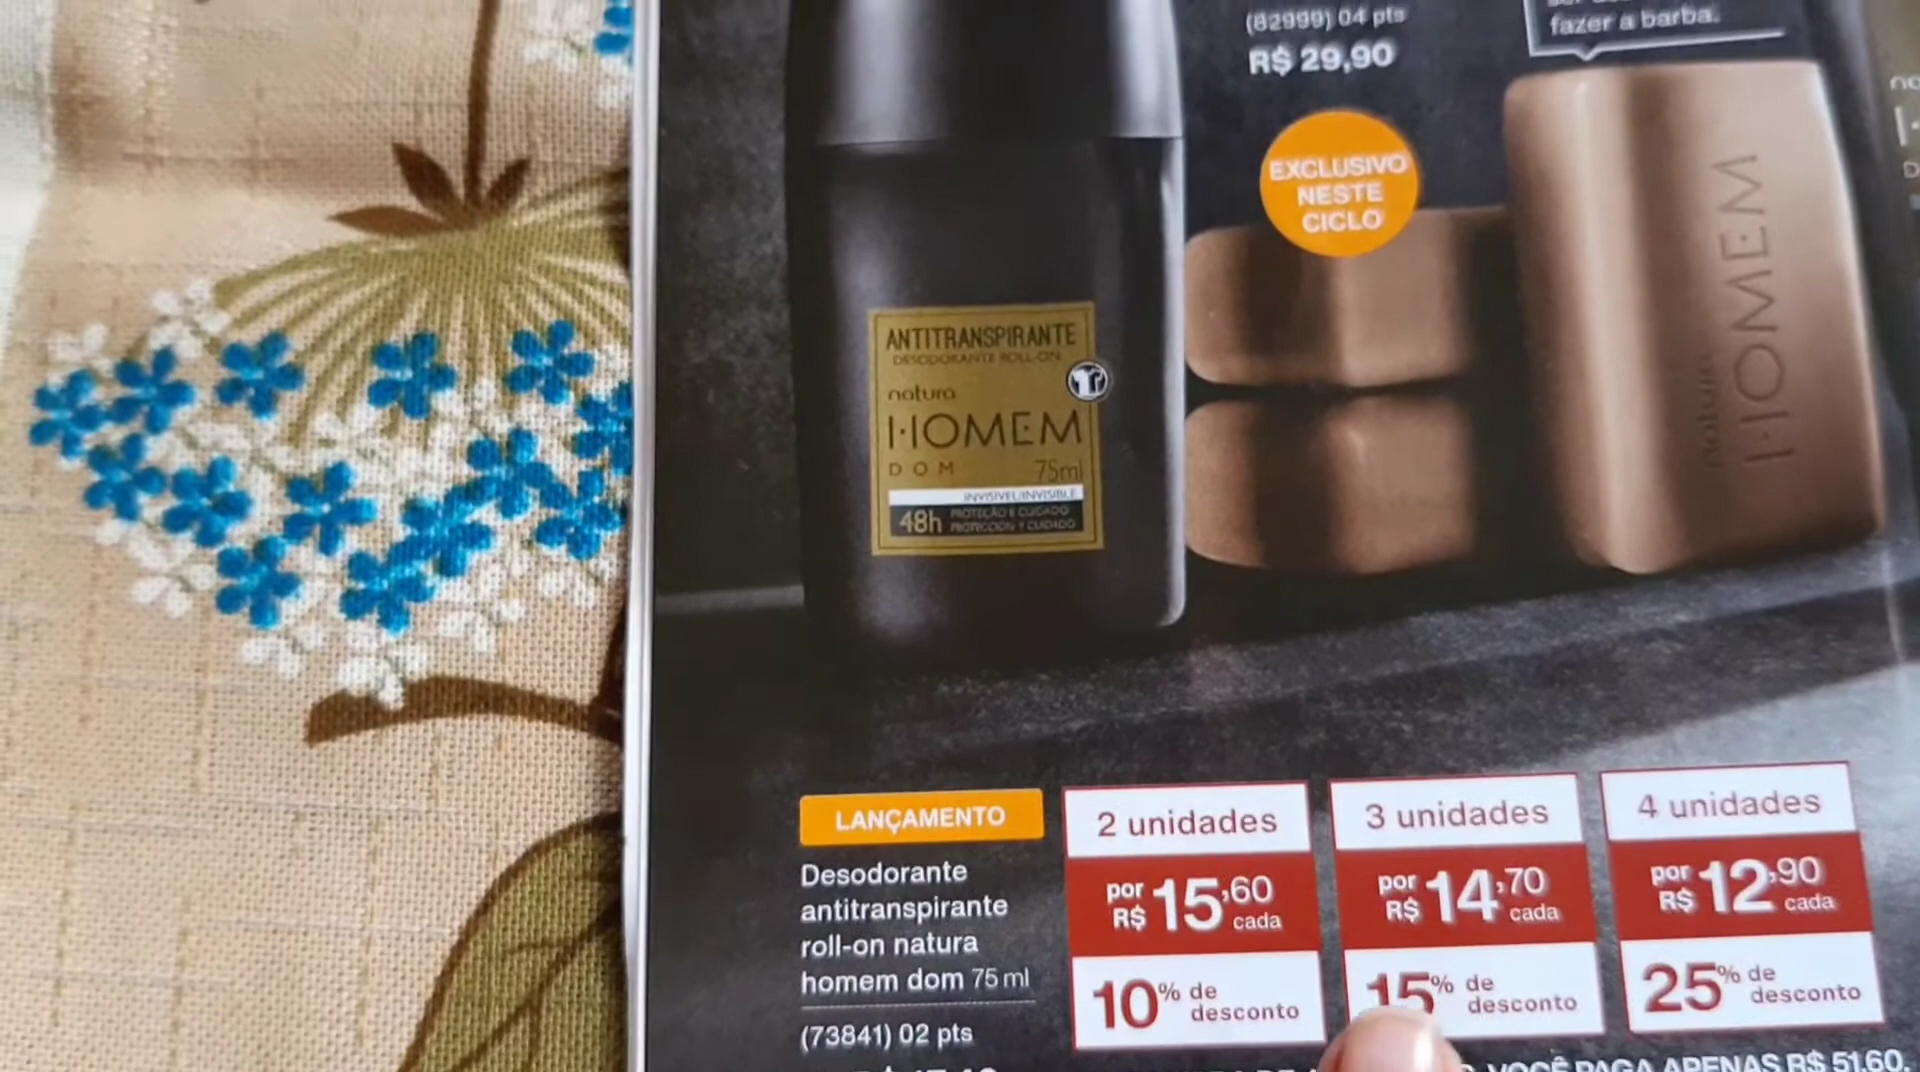 (82999) 04 pts
R$ 29,90
fazer a barba.
EXCLUSIVO
NESTE
CICLO
ANTITRANSPIRANTE
DESODORANTE ROLL-ON
natura
HOMEM
DOM 75ml
INVISÍVEL/INVISIBLE
48h PROTEÇÃO E CUIDADO
PROTECCIÓN Y CUIDADO
natura
HOMEM
LANÇAMENTO
Desodorante
antitranspirante
roll-on natura
homem dom 75 ml
(73841) 02 pts
2 unidades
por R$ 15,60 cada
10% de desconto
3 unidades
por R$ 14,70 cada
15% de desconto
4 unidades
por R$ 12,90 cada
25% de desconto
VOCÊ PAGA APENAS R$ 51,60.